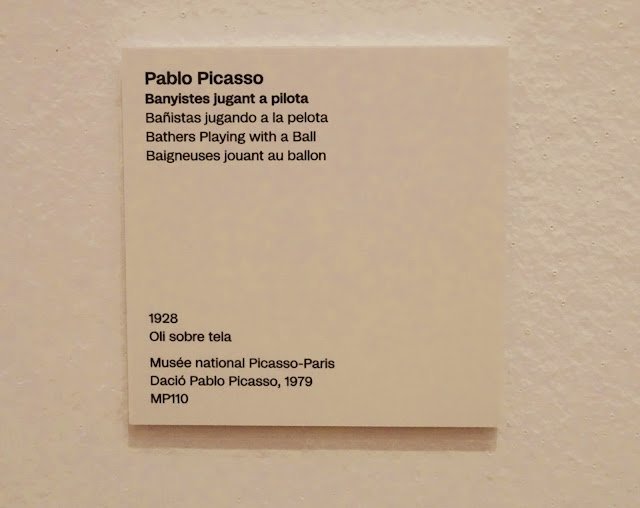 Pablo Picasso
Banyistes jugant a pilota
Bañistas jugando a la pelota
Bathers Playing with a Ball
Baigneuses jouant au ballon
1928
Oli sobre tela
Musée national Picasso-Paris
Dació Pablo Picasso, 1979
MP110